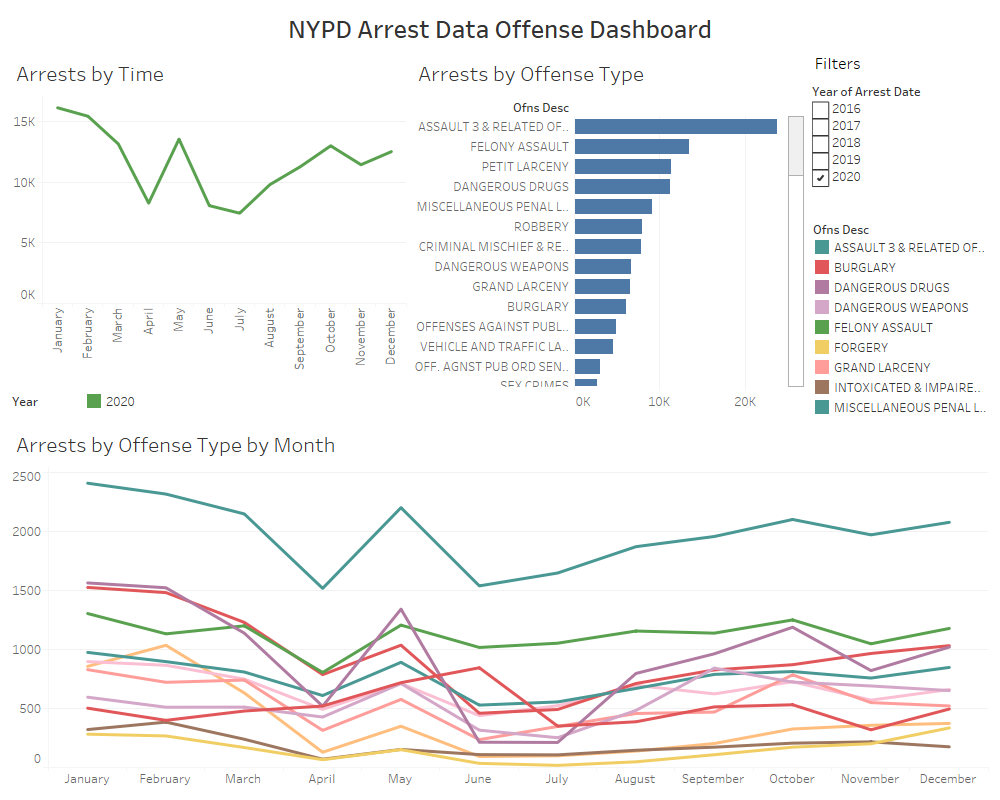 NYPD Arrest Data Offense Dashboard
Arrests by Time
15K
10K
5K
0K
January
February
March
April
May
June
July
August
September
October
November
December
Year
2020
Arrests by Offense Type
Ofns Desc
ASSAULT 3 & RELATED OF..
FELONY ASSAULT
PETIT LARCENY
DANGEROUS DRUGS
MISCELLANEOUS PENAL L..
ROBBERY
CRIMINAL MISCHIEF & RE..
DANGEROUS WEAPONS
GRAND LARCENY
BURGLARY
OFFENSES AGAINST PUBL..
VEHICLE AND TRAFFIC LA..
OFF. AGNST PUB ORD SEN..
SEX CRIMES
0K 10K 20K
Filters
Year of Arrest Date
2016
2017
2018
2019
2020
Ofns Desc
ASSAULT 3 & RELATED OF..
BURGLARY
DANGEROUS DRUGS
DANGEROUS WEAPONS
FELONY ASSAULT
FORGERY
GRAND LARCENY
INTOXICATED & IMPAIRE..
MISCELLANEOUS PENAL L..
Arrests by Offense Type by Month
2500
2000
1500
1000
500
0
January February March April May June July August September October November December